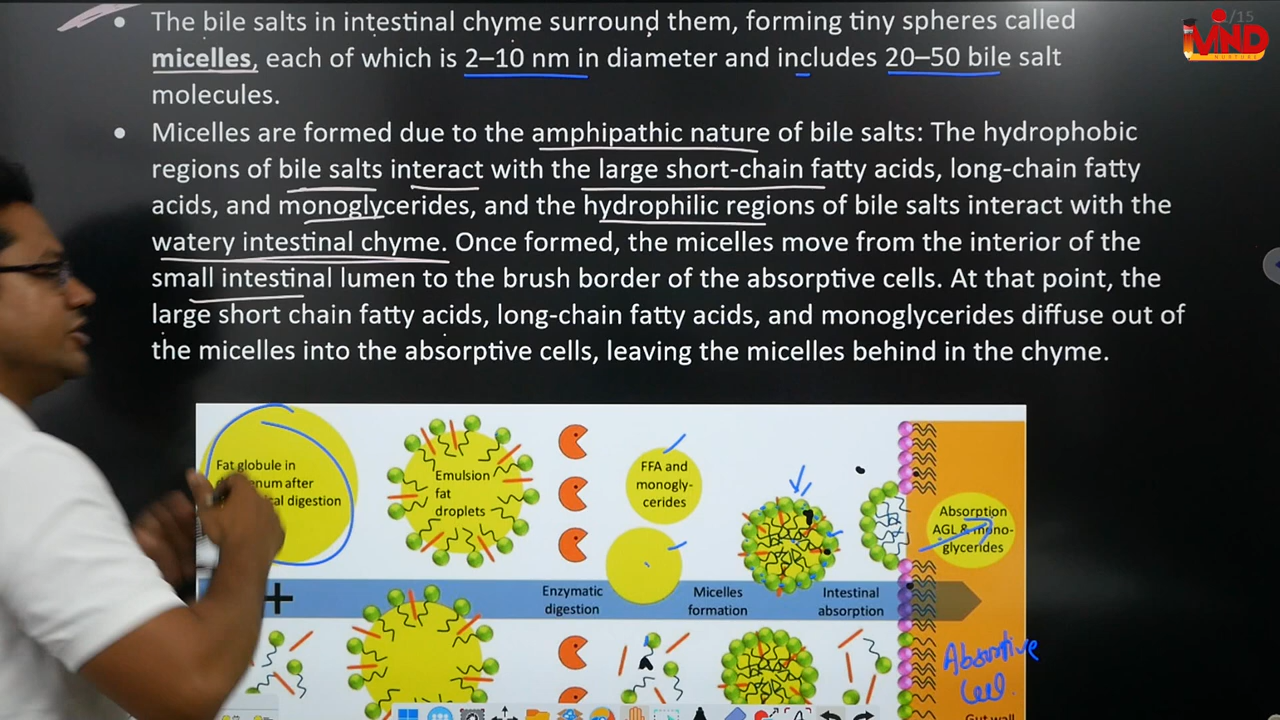 • The bile salts in intestinal chyme surround them, forming tiny spheres called
micelles, each of which is 2–10 nm in diameter and includes 20–50 bile salt
molecules.
• Micelles are formed due to the amphipathic nature of bile salts: The hydrophobic
regions of bile salts interact with the large short-chain fatty acids, long-chain fatty
acids, and monoglycerides, and the hydrophilic regions of bile salts interact with the
watery intestinal chyme. Once formed, the micelles move from the interior of the
small intestinal lumen to the brush border of the absorptive cells. At that point, the
large short chain fatty acids, long-chain fatty acids, and monoglycerides diffuse out of
the micelles into the absorptive cells, leaving the micelles behind in the chyme.
/15
MIND
Fat globule in
after
digestion
Emulsion
fat
droplets
FFA and
monogly-
cerides
Absorption
AGL & mono-
glycerides
+
Enzymatic
digestion
Micelles
formation
Intestinal
absorption
Absorptive
Cell.
Gut wall